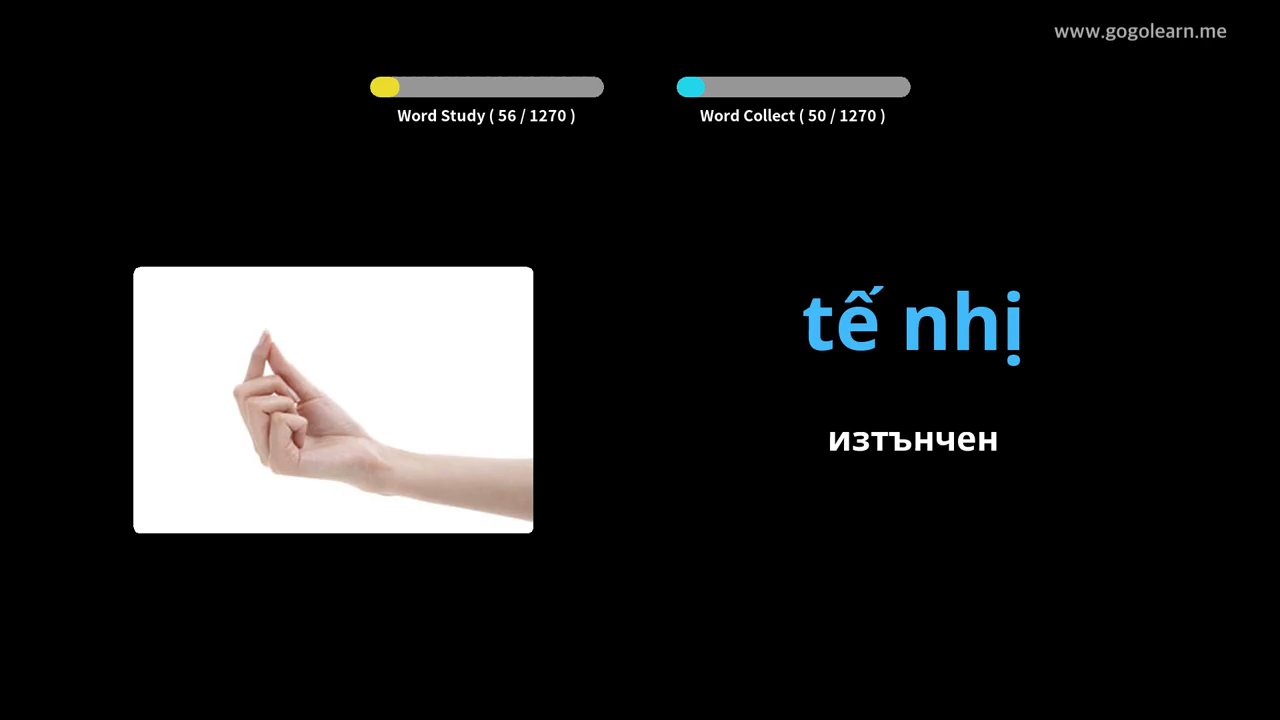 www.gogolearn.me
Word Study ( 56 / 1270 )
Word Collect ( 50 / 1270 )
tế nhị
изтънчен